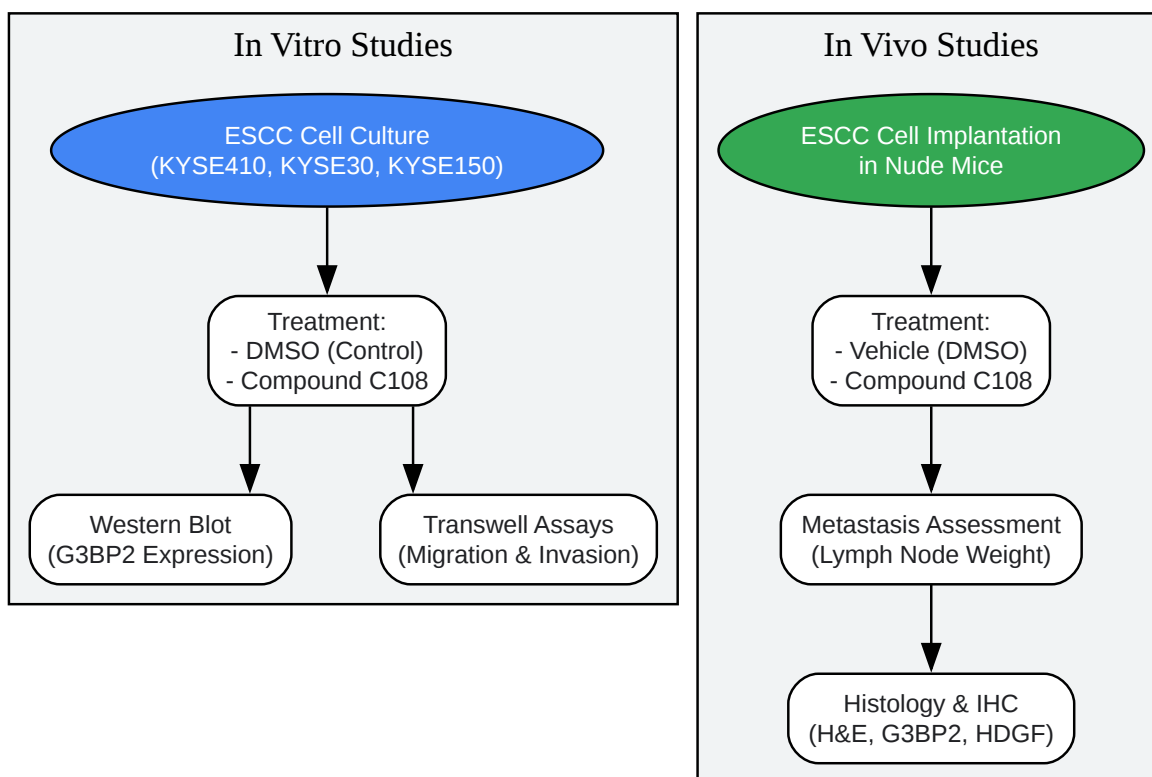 In Vitro Studies
ESCC Cell Culture
(KYSE410, KYSE30, KYSE150)
Treatment:
- DMSO (Control)
- Compound C108
Western Blot
(G3BP2 Expression)
Transwell Assays
(Migration & Invasion)
In Vivo Studies
ESCC Cell Implantation
in Nude Mice
Treatment:
- Vehicle (DMSO)
- Compound C108
Metastasis Assessment
(Lymph Node Weight)
Histology & IHC
(H&E, G3BP2, HDGF)